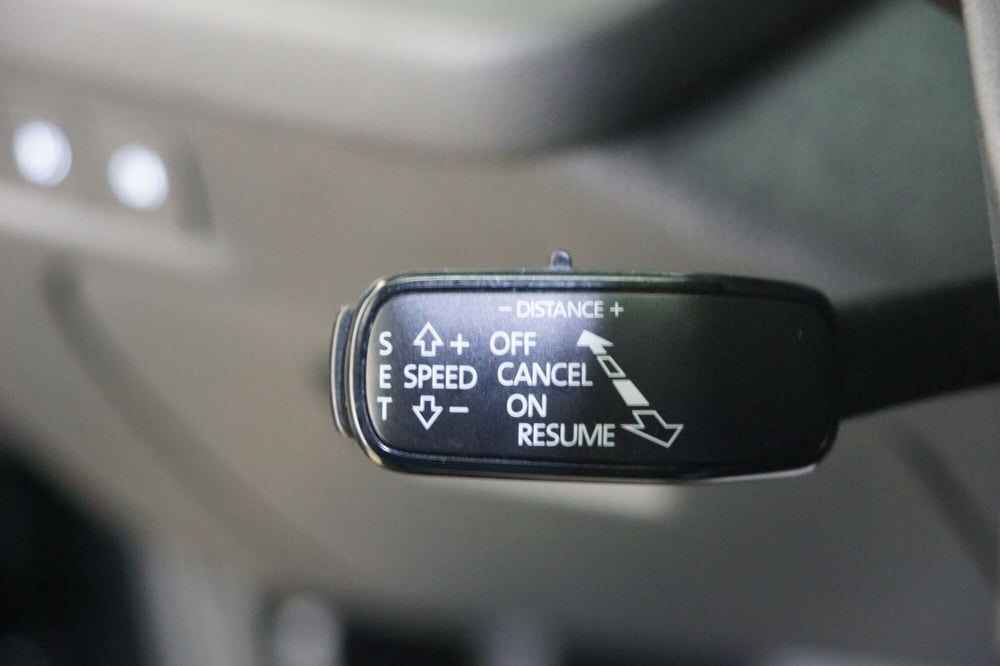 - DISTANCE +
S + OFF
E SPEED CANCEL
T - ON
RESUME